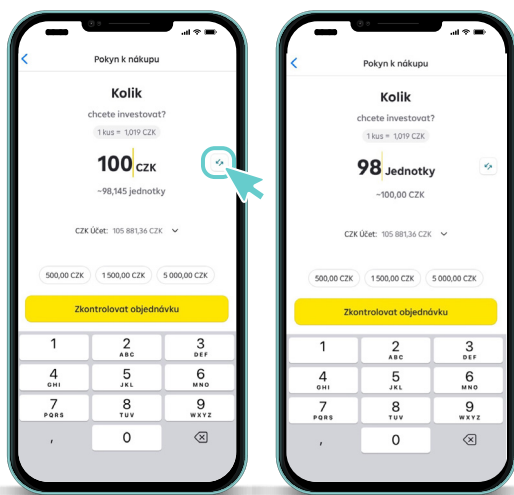 Pokyn k nákupu
Kolik
chcete investovat?
1 kus = 1,019 CZK
100 CZK
~98,145 jednotky
CZK Účet: 105 881,36 CZK
500,00 CZK 1 500,00 CZK 5 000,00 CZK
Zkontrolovat objednávku
1 2 3
ABC DEF
4 5 6
GHI JKL MNO
7 8 9
PQRS TUV WXYZ
, 0
Pokyn k nákupu
Kolik
chcete investovat?
1 kus = 1,019 CZK
98 Jednotky
~100,00 CZK
CZK Účet: 105 881,36 CZK
500,00 CZK 1 500,00 CZK 5 000,00 CZK
Zkontrolovat objednávku
1 2 3
ABC DEF
4 5 6
GHI JKL MNO
7 8 9
PQRS TUV WXYZ
, 0